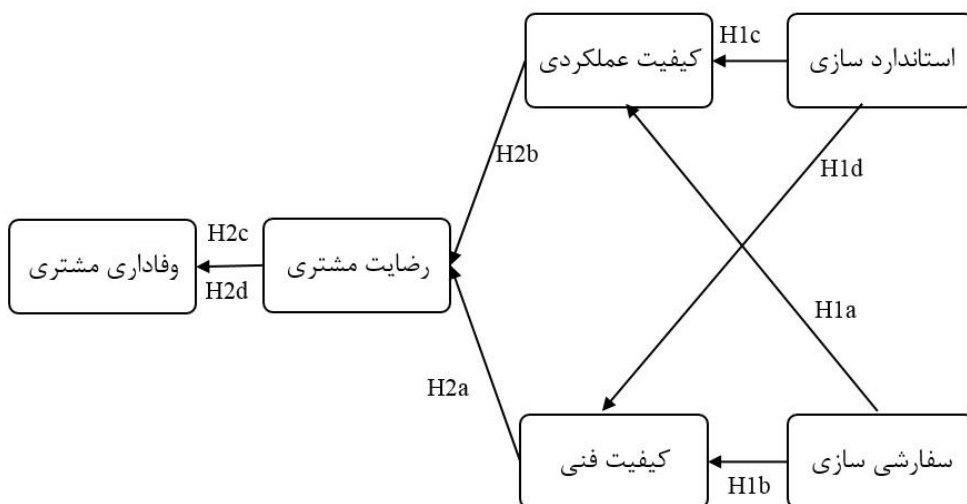 استاندارد سازی
H1c
کیفیت عملکردی
H2b
H1d
وفاداری مشتری
H2c
H2d
رضایت مشتری
H1a
H2a
سفارشی سازی
H1b
کیفیت فنی